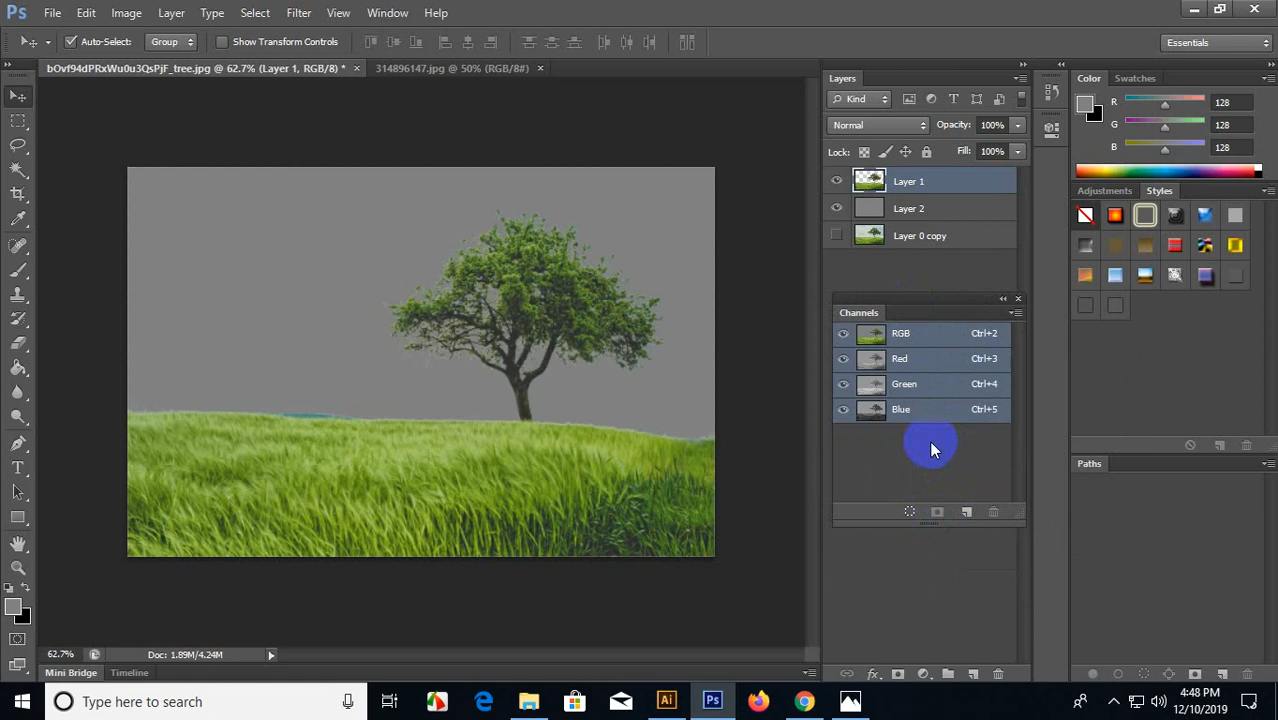 Ps File Edit Image Layer Type Select Filter View Window Help
Auto-Select: Group Show Transform Controls Essentials
bOvf94dPRxWu0u3QsPjF_tree.jpg @ 62.7% (Layer 1, RGB/8) * × 314896147.jpg @ 50% (RGB/8#) ×
Layers
Kind
Normal Opacity: 100%
Lock: Fill: 100%
Layer 1
Layer 2
Layer 0 copy
Channels
RGB Ctrl+2
Red Ctrl+3
Green Ctrl+4
Blue Ctrl+5
Color Swatches
R 128
G 128
B 128
Adjustments Styles
Paths
62.7% Doc: 1.89M/4.24M
Mini Bridge Timeline
Type here to search
Ai Ps
4:48 PM
12/10/2019